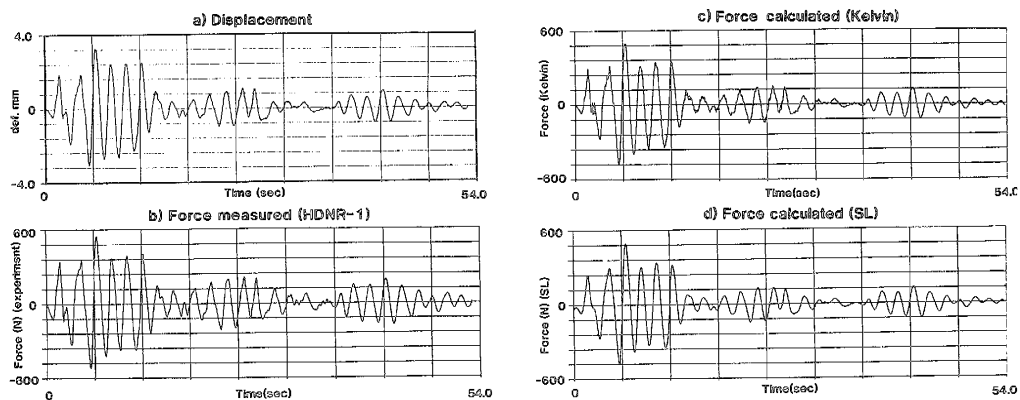 a) Displacement
4.0
def. mm
0
-4.0
0
Time (sec)
54.0
b) Force measured (HDNR-1)
600
Force (N) (experiment)
0
-600
0
Time(sec)
54.0
c) Force calculated (Kelvin)
600
Force (Kelvin)
0
-600
0
Time(sec)
54.0
d) Force calculated (SL)
600
Force (N) (SL)
0
-600
0
Time(sec)
54.0